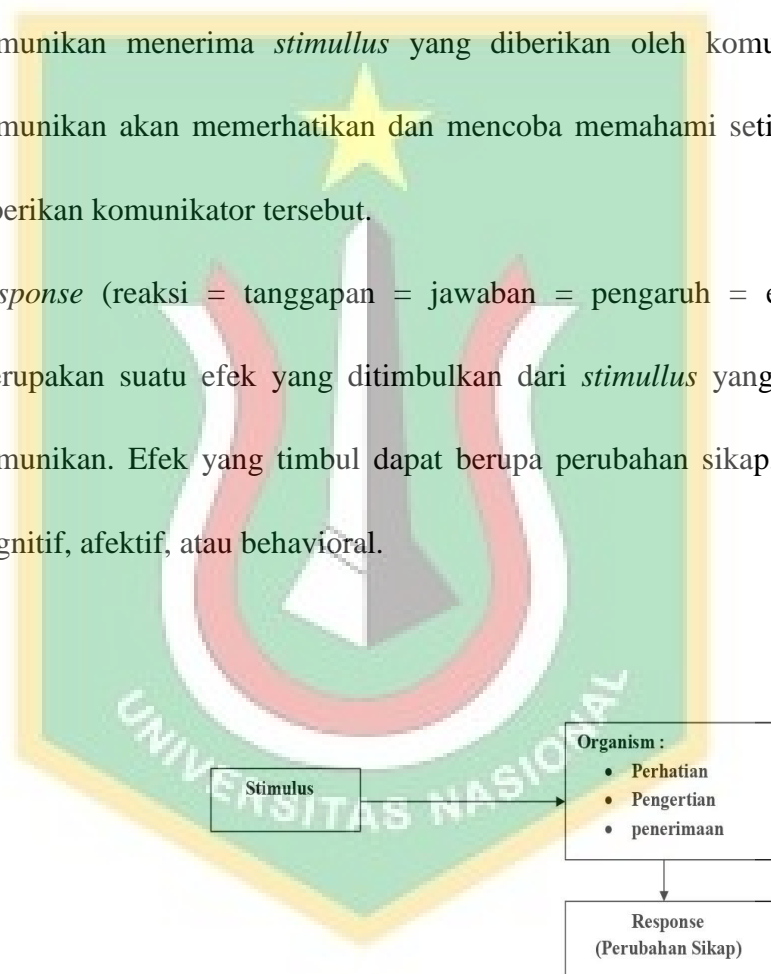 munikan menerima stimullus yang diberikan oleh komu
munikan akan memerhatikan dan mencoba memahami seti
berikan komunikator tersebut.
sponse (reaksi = tanggapan = jawaban = pengaruh = e
erupakan suatu efek yang ditimbulkan dari stimullus yang
munikan. Efek yang timbul dapat berupa perubahan sikap
gnitif, afektif, atau behavioral.
UNIVERSITAS NASIONAL
Stimulus
Organism :
• Perhatian
• Pengertian
• penerimaan
Response
(Perubahan Sikap)